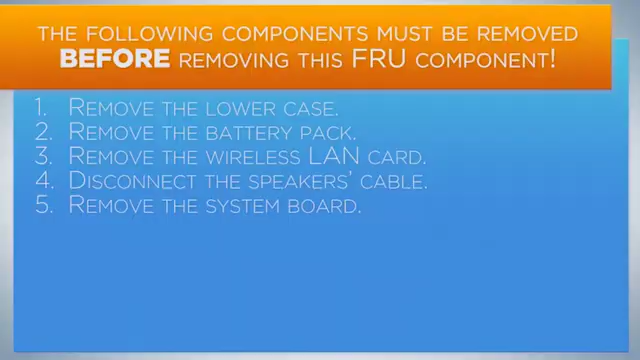 THE FOLLOWING COMPONENTS MUST BE REMOVED
BEFORE REMOVING THIS FRU COMPONENT!
1. REMOVE THE LOWER CASE.
2. REMOVE THE BATTERY PACK.
3. REMOVE THE WIRELESS LAN CARD.
4. DISCONNECT THE SPEAKERS' CABLE.
5. REMOVE THE SYSTEM BOARD.